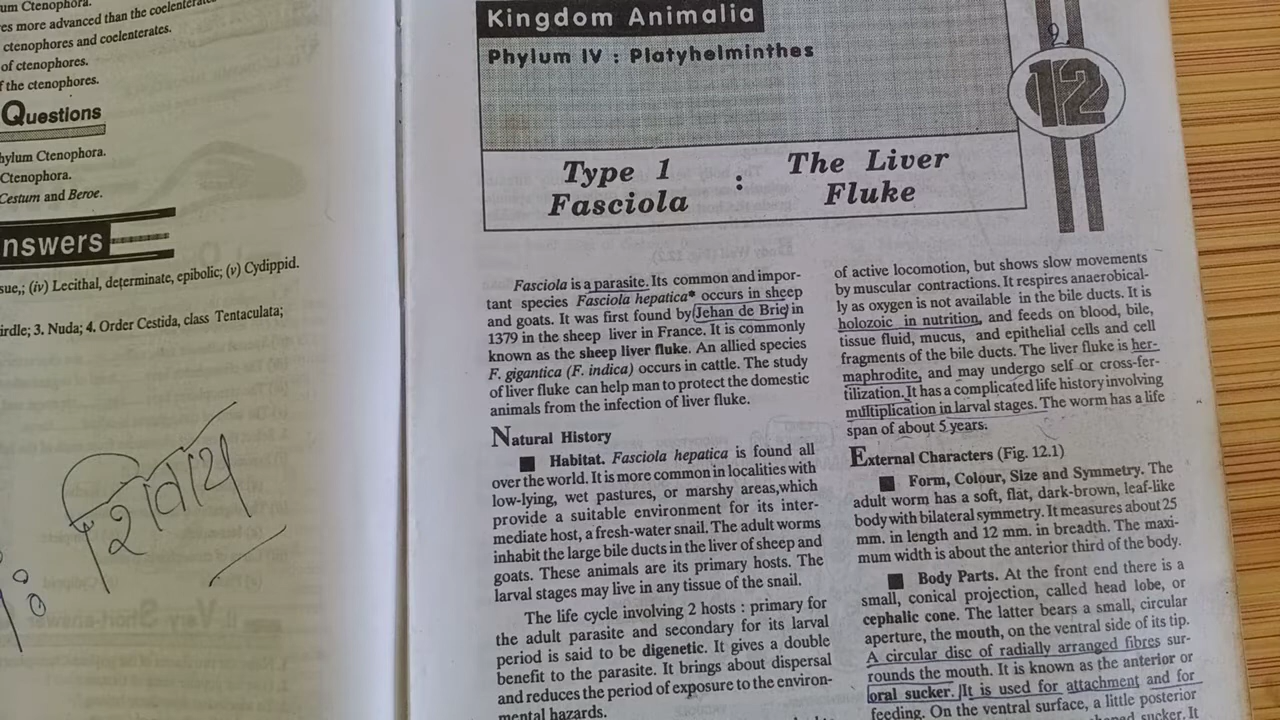 um Ctenophora.
es more advanced than the coelenterates
ctenophores and coelenterates.
of ctenophores.
f the ctenophores.
Questions
hylum Ctenophora.
Ctenophora.
Cestum and Beroe.
nswers
sue,; (iv) Lecithal, determinate, epibolic; (v) Cydippid.
irdle; 3. Nuda; 4. Order Cestida, class Tentaculata;
शिवाय
Kingdom Animalia
Phylum IV : Platyhelminthes
12
Type 1 : The Liver
Fasciola Fluke
Fasciola is a parasite. Its common and impor-
tant species Fasciola hepatica* occurs in sheep
and goats. It was first found by Jehan de Brie in
1379 in the sheep liver in France. It is commonly
known as the sheep liver fluke. An allied species
F. gigantica (F. indica) occurs in cattle. The study
of liver fluke can help man to protect the domestic
animals from the infection of liver fluke.
Natural History
■ Habitat. Fasciola hepatica is found all
over the world. It is more common in localities with
low-lying, wet pastures, or marshy areas,which
provide a suitable environment for its inter-
mediate host, a fresh-water snail. The adult worms
inhabit the large bile ducts in the liver of sheep and
goats. These animals are its primary hosts. The
larval stages may live in any tissue of the snail.
The life cycle involving 2 hosts : primary for
the adult parasite and secondary for its larval
period is said to be digenetic. It gives a double
benefit to the parasite. It brings about dispersal
and reduces the period of exposure to the environ-
mental hazards.
of active locomotion, but shows slow movements
by muscular contractions. It respires anaerobical-
ly as oxygen is not available in the bile ducts. It is
holozoic in nutrition, and feeds on blood, bile,
tissue fluid, mucus, and epithelial cells and cell
fragments of the bile ducts. The liver fluke is her-
maphrodite, and may undergo self or cross-fer-
tilization. It has a complicated life history involving
multiplication in larval stages. The worm has a life
span of about 5 years.
External Characters (Fig. 12.1)
■ Form, Colour, Size and Symmetry. The
adult worm has a soft, flat, dark-brown, leaf-like
body with bilateral symmetry. It measures about 25
mm. in length and 12 mm. in breadth. The maxi-
mum width is about the anterior third of the body.
■ Body Parts. At the front end there is a
small, conical projection, called head lobe, or
cephalic cone. The latter bears a small, circular
aperture, the mouth, on the ventral side of its tip.
A circular disc of radially arranged fibres sur-
rounds the mouth. It is known as the anterior or
oral sucker. It is used for attachment and for
feeding. On the ventral surface, a little posterior
sucker. It